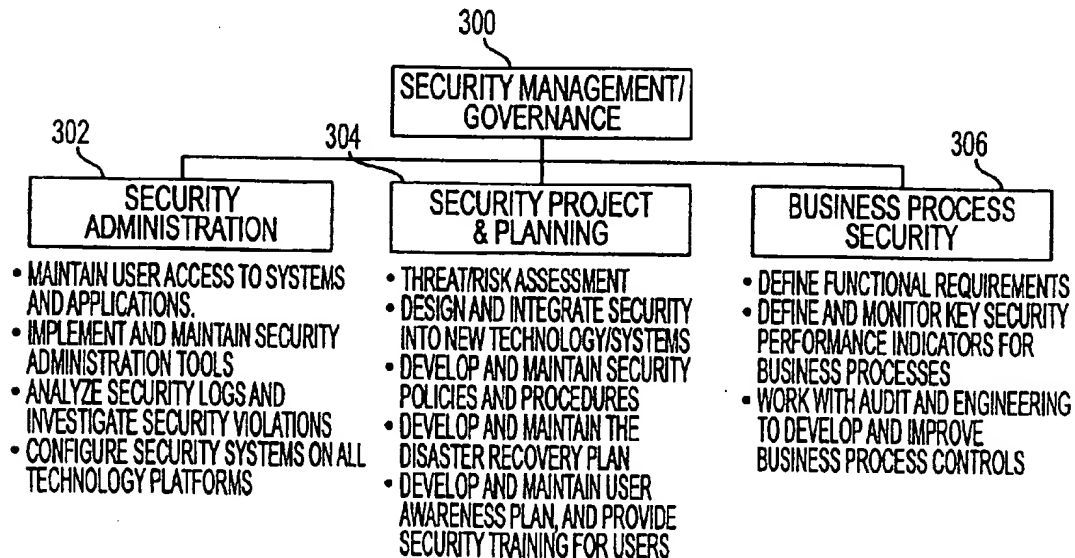 300
SECURITY MANAGEMENT/
GOVERNANCE
302
SECURITY
ADMINISTRATION
• MAINTAIN USER ACCESS TO SYSTEMS
AND APPLICATIONS.
• IMPLEMENT AND MAINTAIN SECURITY
ADMINISTRATION TOOLS
• ANALYZE SECURITY LOGS AND
INVESTIGATE SECURITY VIOLATIONS
• CONFIGURE SECURITY SYSTEMS ON ALL
TECHNOLOGY PLATFORMS
304
SECURITY PROJECT
& PLANNING
• THREAT/RISK ASSESSMENT
• DESIGN AND INTEGRATE SECURITY
INTO NEW TECHNOLOGY/SYSTEMS
• DEVELOP AND MAINTAIN SECURITY
POLICIES AND PROCEDURES
• DEVELOP AND MAINTAIN THE
DISASTER RECOVERY PLAN
• DEVELOP AND MAINTAIN USER
AWARENESS PLAN, AND PROVIDE
SECURITY TRAINING FOR USERS
306
BUSINESS PROCESS
SECURITY
• DEFINE FUNCTIONAL REQUIREMENTS
• DEFINE AND MONITOR KEY SECURITY
PERFORMANCE INDICATORS FOR
BUSINESS PROCESSES
• WORK WITH AUDIT AND ENGINEERING
TO DEVELOP AND IMPROVE
BUSINESS PROCESS CONTROLS